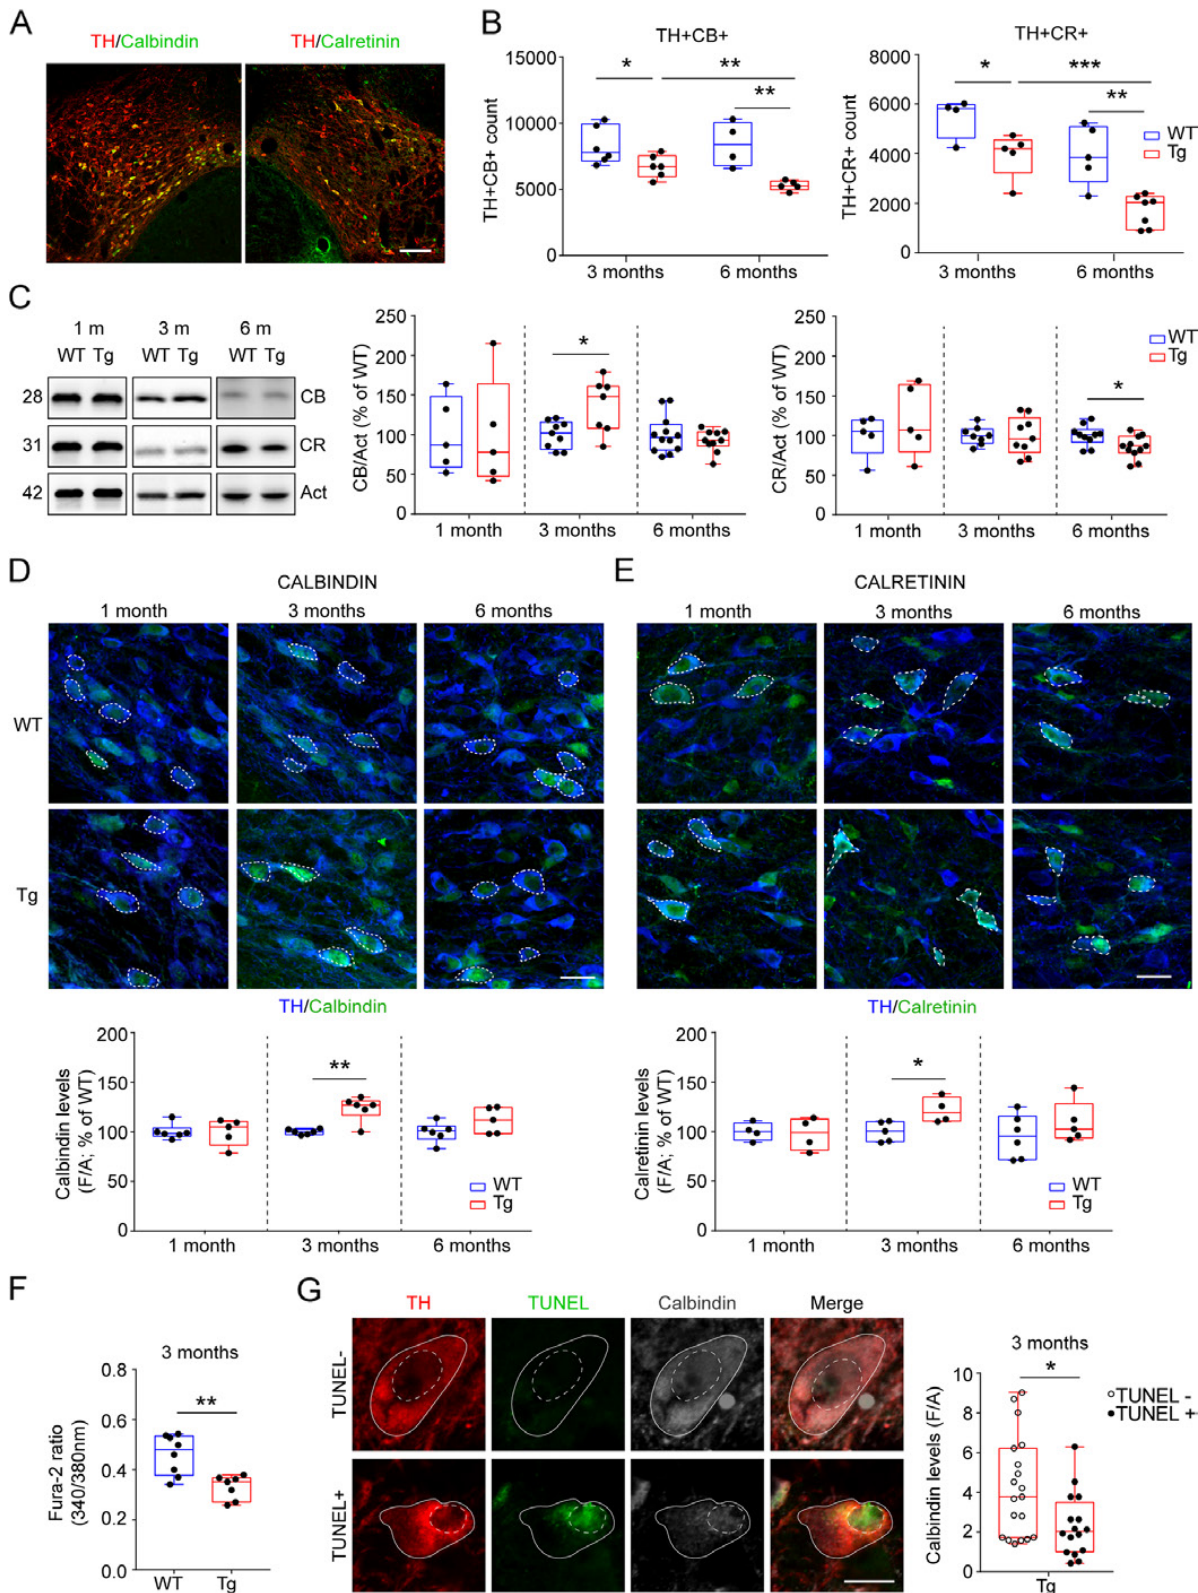 A
TH/Calbindin
TH/Calretinin
B
TH+CB+
TH+CB+ count
15000
10000
5000
0
*
**
**
3 months
6 months
TH+CR+
TH+CR+ count
8000
6000
4000
2000
0
*
***
**
WT
Tg
3 months
6 months
C
1 m
3 m
6 m
WT Tg
WT Tg
WT Tg
28
CB
31
CR
42
Act
CB/Act (% of WT)
250
200
150
100
50
0
*
1 month
3 months
6 months
CR/Act (% of WT)
250
200
150
100
50
0
*
WT
Tg
1 month
3 months
6 months
D
CALBINDIN
1 month
3 months
6 months
WT
Tg
TH/Calbindin
Calbindin levels
(F/A; % of WT)
200
150
100
50
0
**
WT
Tg
1 month
3 months
6 months
E
CALRETININ
1 month
3 months
6 months
TH/Calretinin
Calretinin levels
(F/A; % of WT)
200
150
100
50
0
*
WT
Tg
1 month
3 months
6 months
F
3 months
Fura-2 ratio
(340/380nm)
0.8
0.6
0.4
0.2
0.0
**
WT
Tg
G
TH
TUNEL
Calbindin
Merge
TUNEL-
TUNEL+
3 months
Calbindin levels (F/A)
10
8
6
4
2
0
*
TUNEL -
TUNEL +
Tg